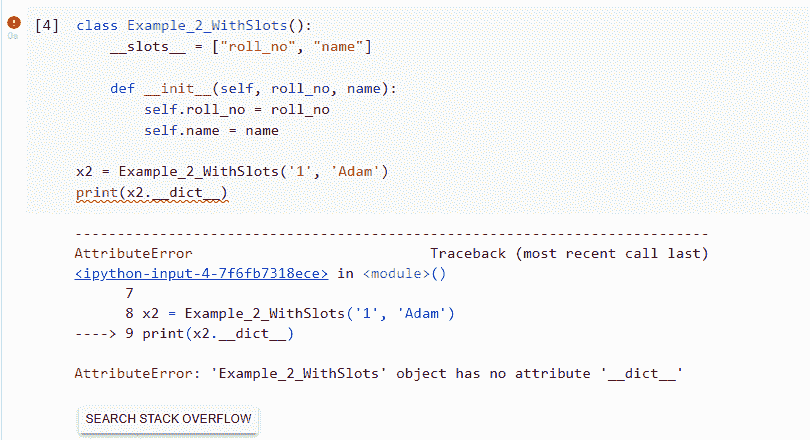 [4] class Example_2_WithSlots():
__slots__ = ["roll_no", "name"]
def __init__(self, roll_no, name):
self.roll_no = roll_no
self.name = name
x2 = Example_2_WithSlots('1', 'Adam')
print(x2.__dict__)
0s
---------------------------------------------------------------------------
AttributeError Traceback (most recent call last)
<ipython-input-4-7f6fb7318ece> in <module>()
7
8 x2 = Example_2_WithSlots('1', 'Adam')
----> 9 print(x2.__dict__)
AttributeError: 'Example_2_WithSlots' object has no attribute '__dict__'
SEARCH STACK OVERFLOW